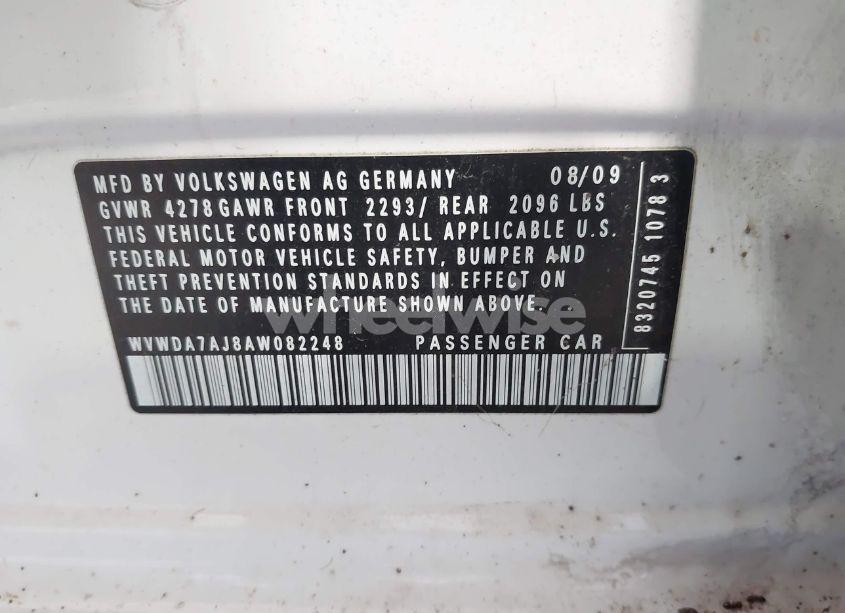 MFD BY VOLKSWAGEN AG GERMANY 08/09
GVWR 4278 GAWR FRONT 2293/ REAR 2096 LBS
THIS VEHICLE CONFORMS TO ALL APPLICABLE U.S.
FEDERAL MOTOR VEHICLE SAFETY, BUMPER AND
THEFT PREVENTION STANDARDS IN EFFECT ON
THE DATE OF MANUFACTURE SHOWN ABOVE.
WVWDA7AJ8AW082248 PASSENGER CAR
8320745 1078 3
wheelwise